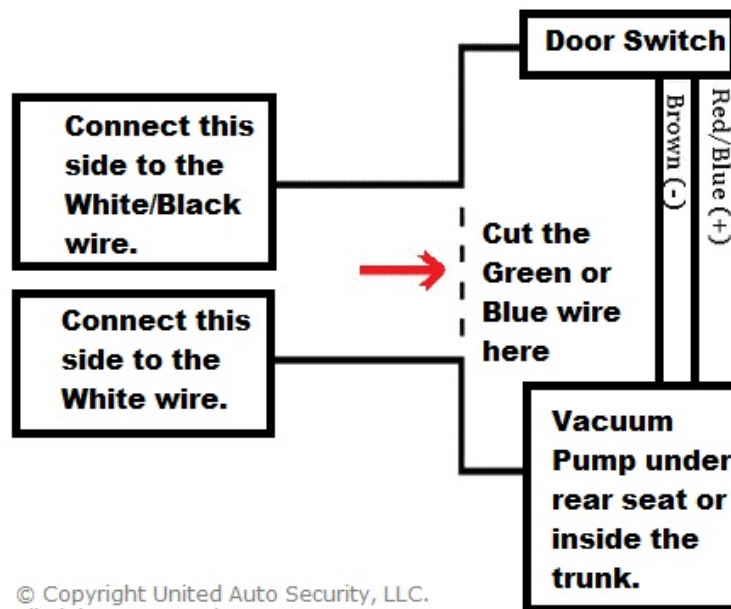 Door Switch
Connect this
side to the
White/Black
wire.
Brown (-)
Red/Blue (+)
Cut the
Green or
Blue wire
here
Connect this
side to the
White wire.
Vacuum
Pump under
rear seat or
inside the
trunk.
© Copyright United Auto Security, LLC.